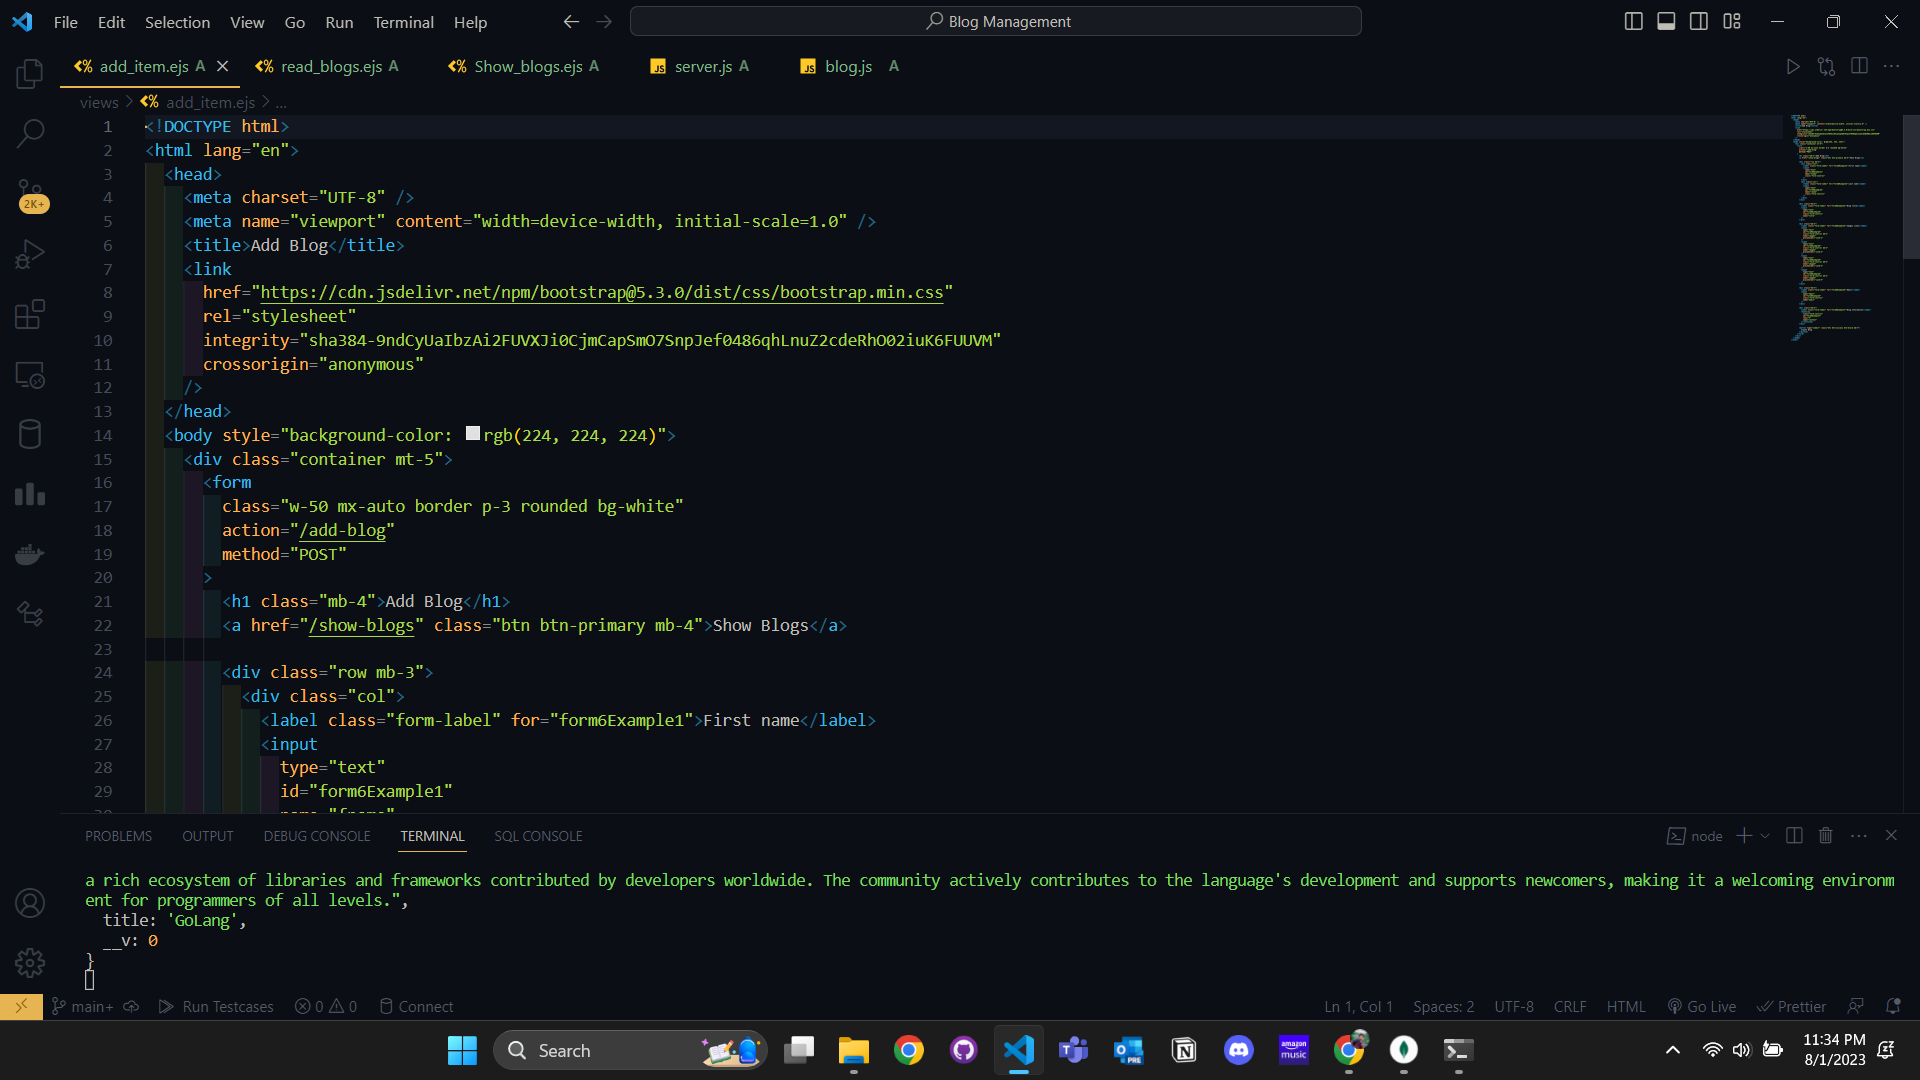 File Edit Selection View Go Run Terminal Help
Blog Management
add_item.ejs A
read_blogs.ejs A
Show_blogs.ejs A
JS server.js A
JS blog.js A
views > add_item.ejs > ...
1 <!DOCTYPE html>
2 <html lang="en">
3 <head>
4 <meta charset="UTF-8" />
5 <meta name="viewport" content="width=device-width, initial-scale=1.0" />
6 <title>Add Blog</title>
7 <link
8 href="https://cdn.jsdelivr.net/npm/bootstrap@5.3.0/dist/css/bootstrap.min.css"
9 rel="stylesheet"
10 integrity="sha384-9ndCyUaIbzAi2FUVXJi0CjmCapSmO7SnpJef0486qhLnuZ2cdeRhO02iuK6FUUVM"
11 crossorigin="anonymous"
12 />
13 </head>
14 <body style="background-color: rgb(224, 224, 224)">
15 <div class="container mt-5">
16 <form
17 class="w-50 mx-auto border p-3 rounded bg-white"
18 action="/add-blog"
19 method="POST"
20 >
21 <h1 class="mb-4">Add Blog</h1>
22 <a href="/show-blogs" class="btn btn-primary mb-4">Show Blogs</a>
23
24 <div class="row mb-3">
25 <div class="col">
26 <label class="form-label" for="form6Example1">First name</label>
27 <input
28 type="text"
29 id="form6Example1"
2K+
PROBLEMS OUTPUT DEBUG CONSOLE TERMINAL SQL CONSOLE
node
a rich ecosystem of libraries and frameworks contributed by developers worldwide. The community actively contributes to the language's development and supports newcomers, making it a welcoming environm
ent for programmers of all levels.",
title: 'GoLang',
__v: 0
}
main+ Run Testcases 0 0 Connect
Ln 1, Col 1 Spaces: 2 UTF-8 CRLF HTML Go Live Prettier
Search
PRE
amazon music
11:34 PM
8/1/2023